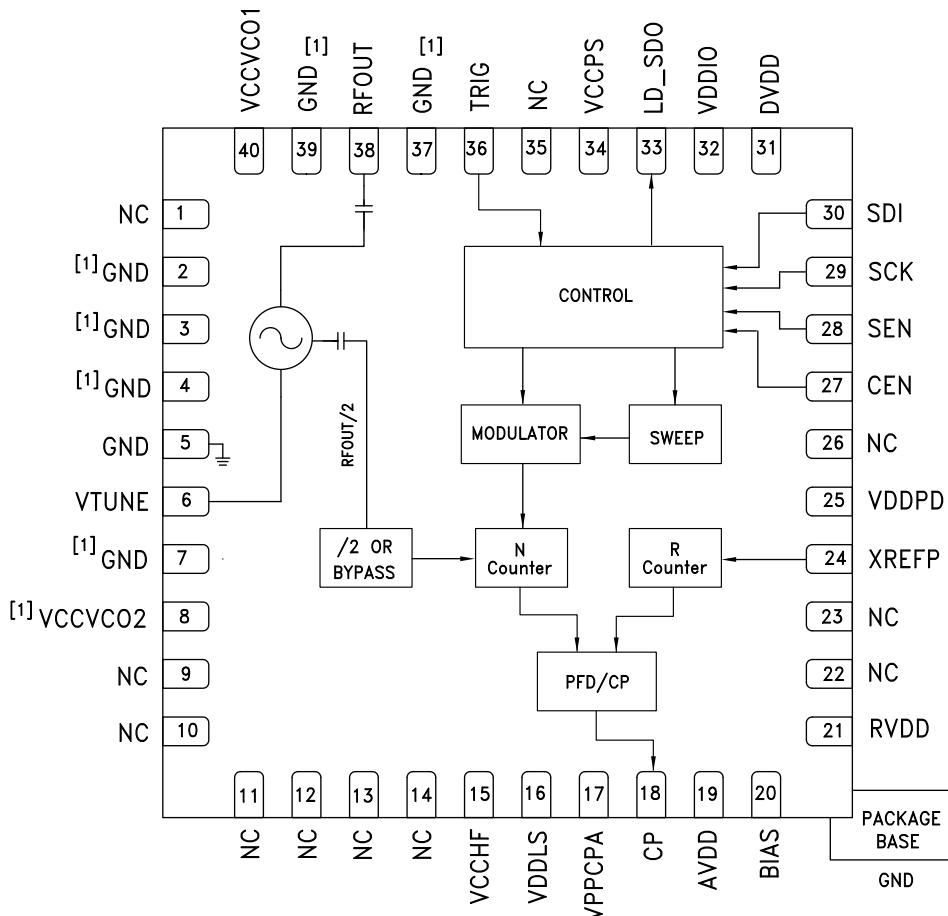 VCCVCO1
GND [1]
RFOUT
GND [1]
TRIG
NC
VCCPS
LD_SDO
VDDIO
DVDD
40
39
38
37
36
35
34
33
32
31
NC 1
[1] GND 2
[1] GND 3
[1] GND 4
GND 5
VTUNE 6
[1] GND 7
[1] VCCVCO2 8
NC 9
NC 10
30 SDI
29 SCK
28 SEN
27 CEN
26 NC
25 VDDPD
24 XREFP
23 NC
22 NC
21 RVDD
CONTROL
MODULATOR
SWEEP
RFOUT/2
/2 OR
BYPASS
N
Counter
R
Counter
PFD/CP
11
12
13
14
15
16
17
18
19
20
NC
NC
NC
NC
VCCHF
VDDLS
VPPCPA
CP
AVDD
BIAS
PACKAGE
BASE
GND